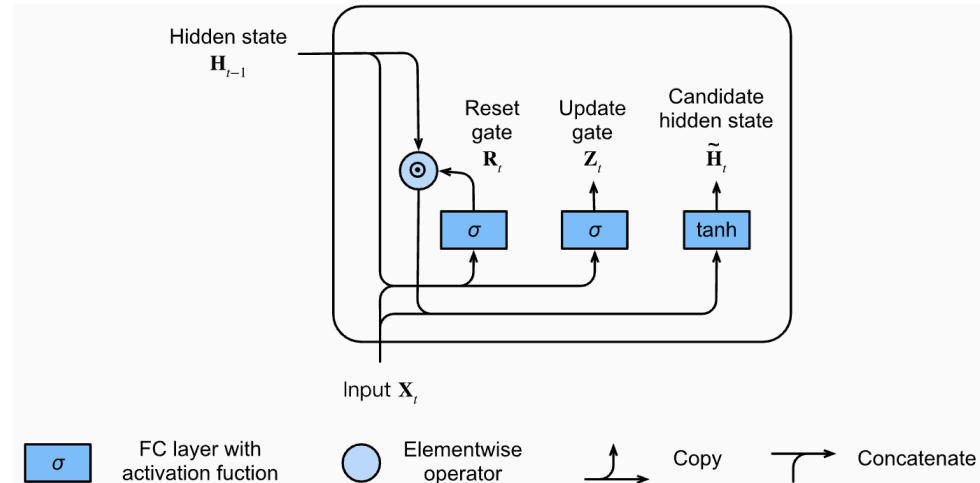 Hidden state
H_{t−1}
Reset
gate
R_t
Update
gate
Z_t
Candidate
hidden state
H̃_t
⊙
σ
σ
tanh
Input X_t
σ
FC layer with
activation fuction
Elementwise
operator
Copy
Concatenate